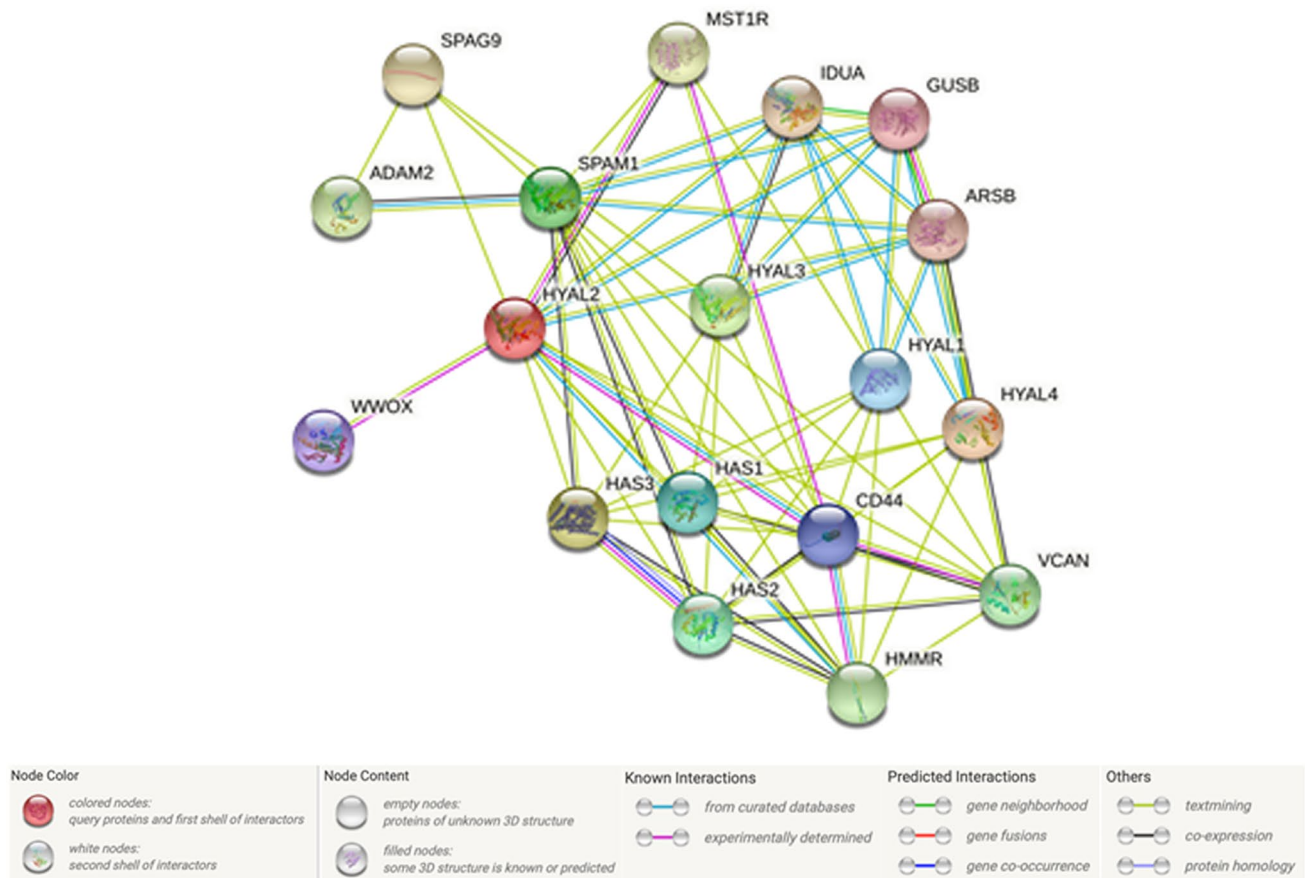 MST1R
SPAG9
IDUA
GUSB
SPAM1
ADAM2
ARSB
HYAL3
HYAL2
HYAL1
HYAL4
WWOX
HAS1
HAS3
CD44
VCAN
HAS2
HMMR
Node Color
colored nodes:
query proteins and first shell of interactors
white nodes:
second shell of interactors
Node Content
empty nodes:
proteins of unknown 3D structure
filled nodes:
some 3D structure is known or predicted
Known Interactions
from curated databases
experimentally determined
Predicted Interactions
gene neighborhood
gene fusions
gene co-occurrence
Others
textmining
co-expression
protein homology